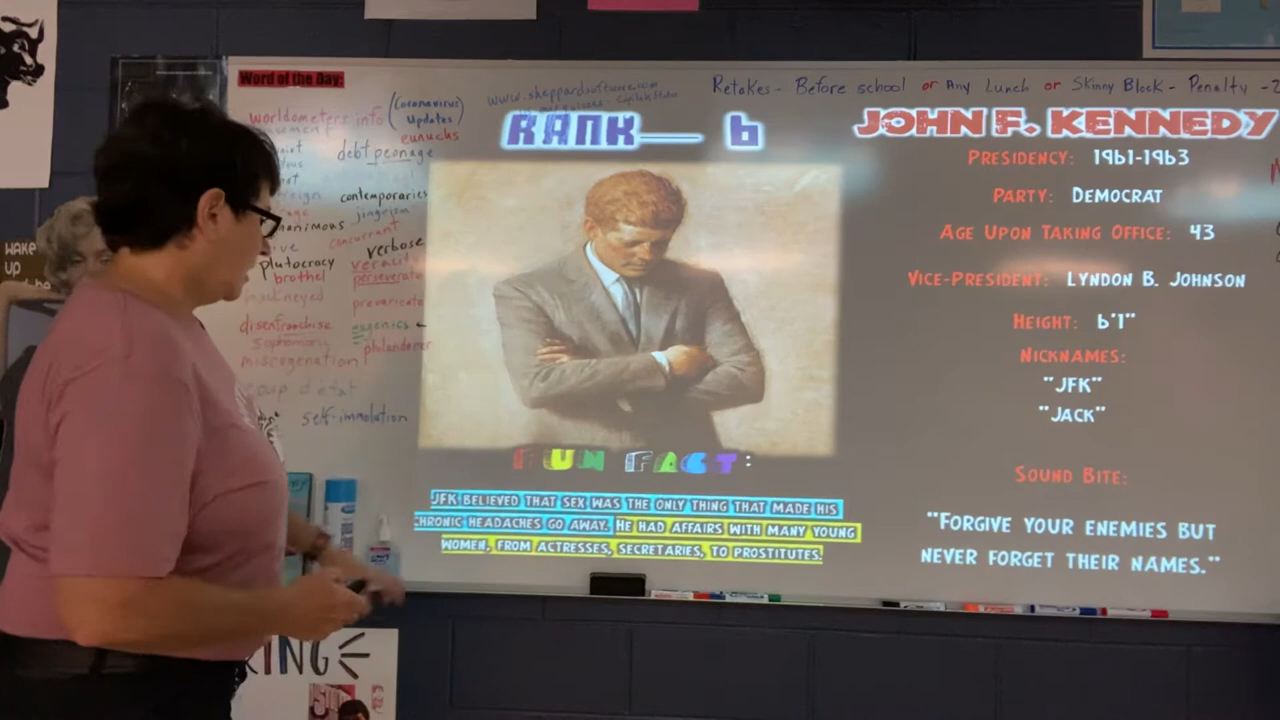 Word of the Day:
worldometers info (Coronavirus Updates)
eunuchs
debt peonage
contemporaries
jingoism
concurrant
verbose
plutocracy
veracity
brothel
perseverate
hackneyed
prevaricate
disenfranchise
eugenics
sophomoric
philanderer
miscegenation
coup d'état
self-immolation
www.sheppardsoftware.com
Retakes - Before school or Any Lunch or Skinny Block - Penalty -2
RANK— 6
JOHN F. KENNEDY
PRESIDENCY: 1961-1963
PARTY: DEMOCRAT
AGE UPON TAKING OFFICE: 43
VICE-PRESIDENT: LYNDON B. JOHNSON
HEIGHT: 6'1"
NICKNAMES:
"JFK"
"JACK"
SOUND BITE:
"FORGIVE YOUR ENEMIES BUT
NEVER FORGET THEIR NAMES."
FUN FACT:
JFK BELIEVED THAT SEX WAS THE ONLY THING THAT MADE HIS
CHRONIC HEADACHES GO AWAY. HE HAD AFFAIRS WITH MANY YOUNG
WOMEN, FROM ACTRESSES, SECRETARIES, TO PROSTITUTES.
WAKE
UP